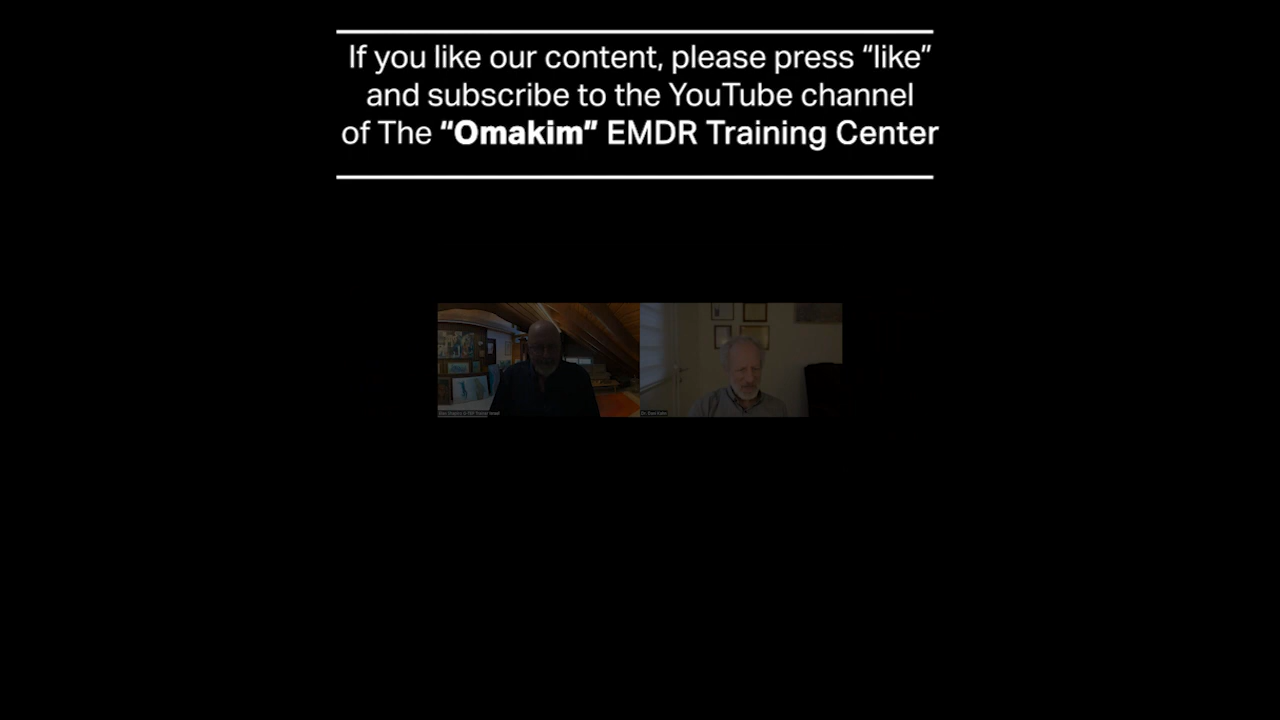 If you like our content, please press “like”
and subscribe to the YouTube channel
of The “Omakim” EMDR Training Center